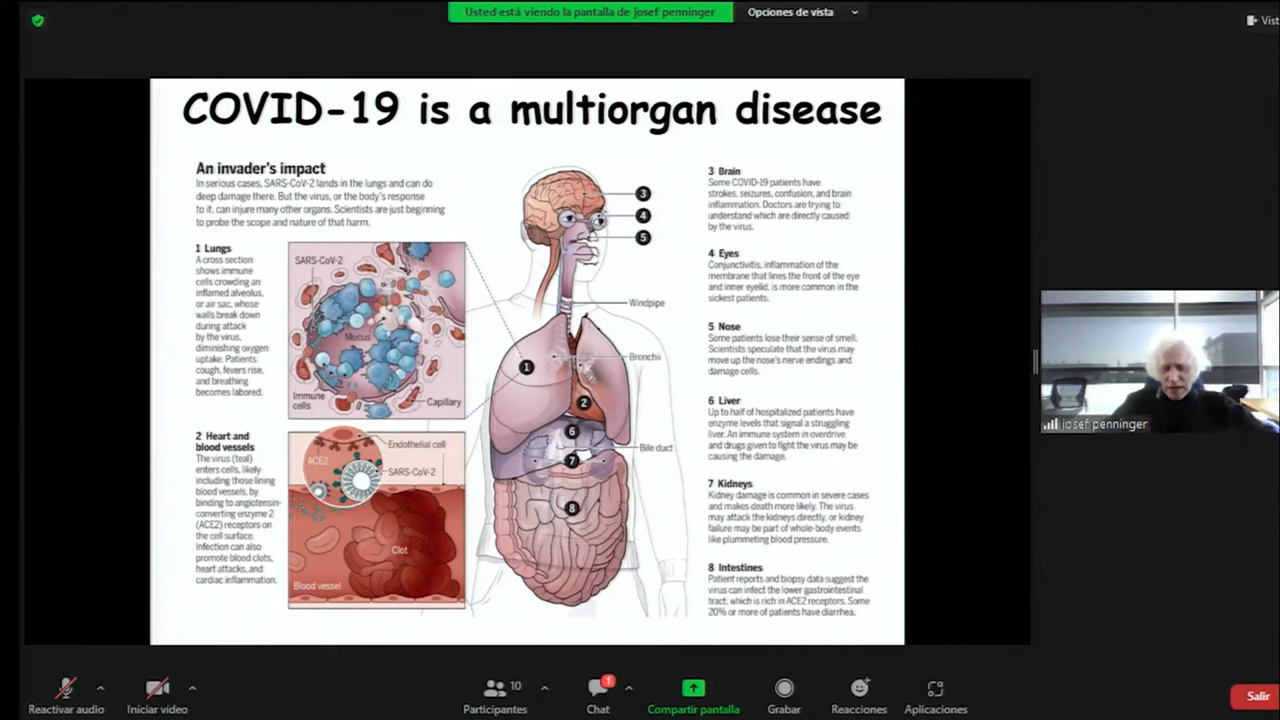 Usted está viendo la pantalla de josef penninger
Opciones de vista
Vist
COVID-19 is a multiorgan disease
An invader's impact
In serious cases, SARS-CoV-2 lands in the lungs and can do
deep damage there. But the virus, or the body's response
to it, can injure many other organs. Scientists are just beginning
to probe the scope and nature of that harm.
1 Lungs
A cross section
shows immune
cells crowding an
inflamed alveolus,
or air sac, whose
walls break down
during attack
by the virus,
diminishing oxygen
uptake. Patients
cough, fevers rise,
and breathing
becomes labored.
SARS-CoV-2
Mucus
Immune
cells
Capillary
2 Heart and
blood vessels
The virus (teal)
enters cells, likely
including those lining
blood vessels, by
binding to angiotensin-
converting enzyme 2
(ACE2) receptors on
the cell surface.
Infection can also
promote blood clots,
heart attacks, and
cardiac inflammation.
Endothelial cell
ACE2
SARS-CoV-2
Clot
Blood vessel
3
4
5
Windpipe
Bronchi
1
2
6
Bile duct
7
8
3 Brain
Some COVID-19 patients have
strokes, seizures, confusion, and brain
inflammation. Doctors are trying to
understand which are directly caused
by the virus.
4 Eyes
Conjunctivitis, inflammation of the
membrane that lines the front of the eye
and inner eyelid, is more common in the
sickest patients.
5 Nose
Some patients lose their sense of smell.
Scientists speculate that the virus may
move up the nose's nerve endings and
damage cells.
6 Liver
Up to half of hospitalized patients have
enzyme levels that signal a struggling
liver. An immune system in overdrive
and drugs given to fight the virus may be
causing the damage.
7 Kidneys
Kidney damage is common in severe cases
and makes death more likely. The virus
may attack the kidneys directly, or kidney
failure may be part of whole-body events
like plummeting blood pressure.
8 Intestines
Patient reports and biopsy data suggest the
virus can infect the lower gastrointestinal
tract, which is rich in ACE2 receptors. Some
20% or more of patients have diarrhea.
josef penninger
Reactivar audio
Iniciar vídeo
10
Participantes
1
Chat
Compartir pantalla
Grabar
Reacciones
Aplicaciones
Salir